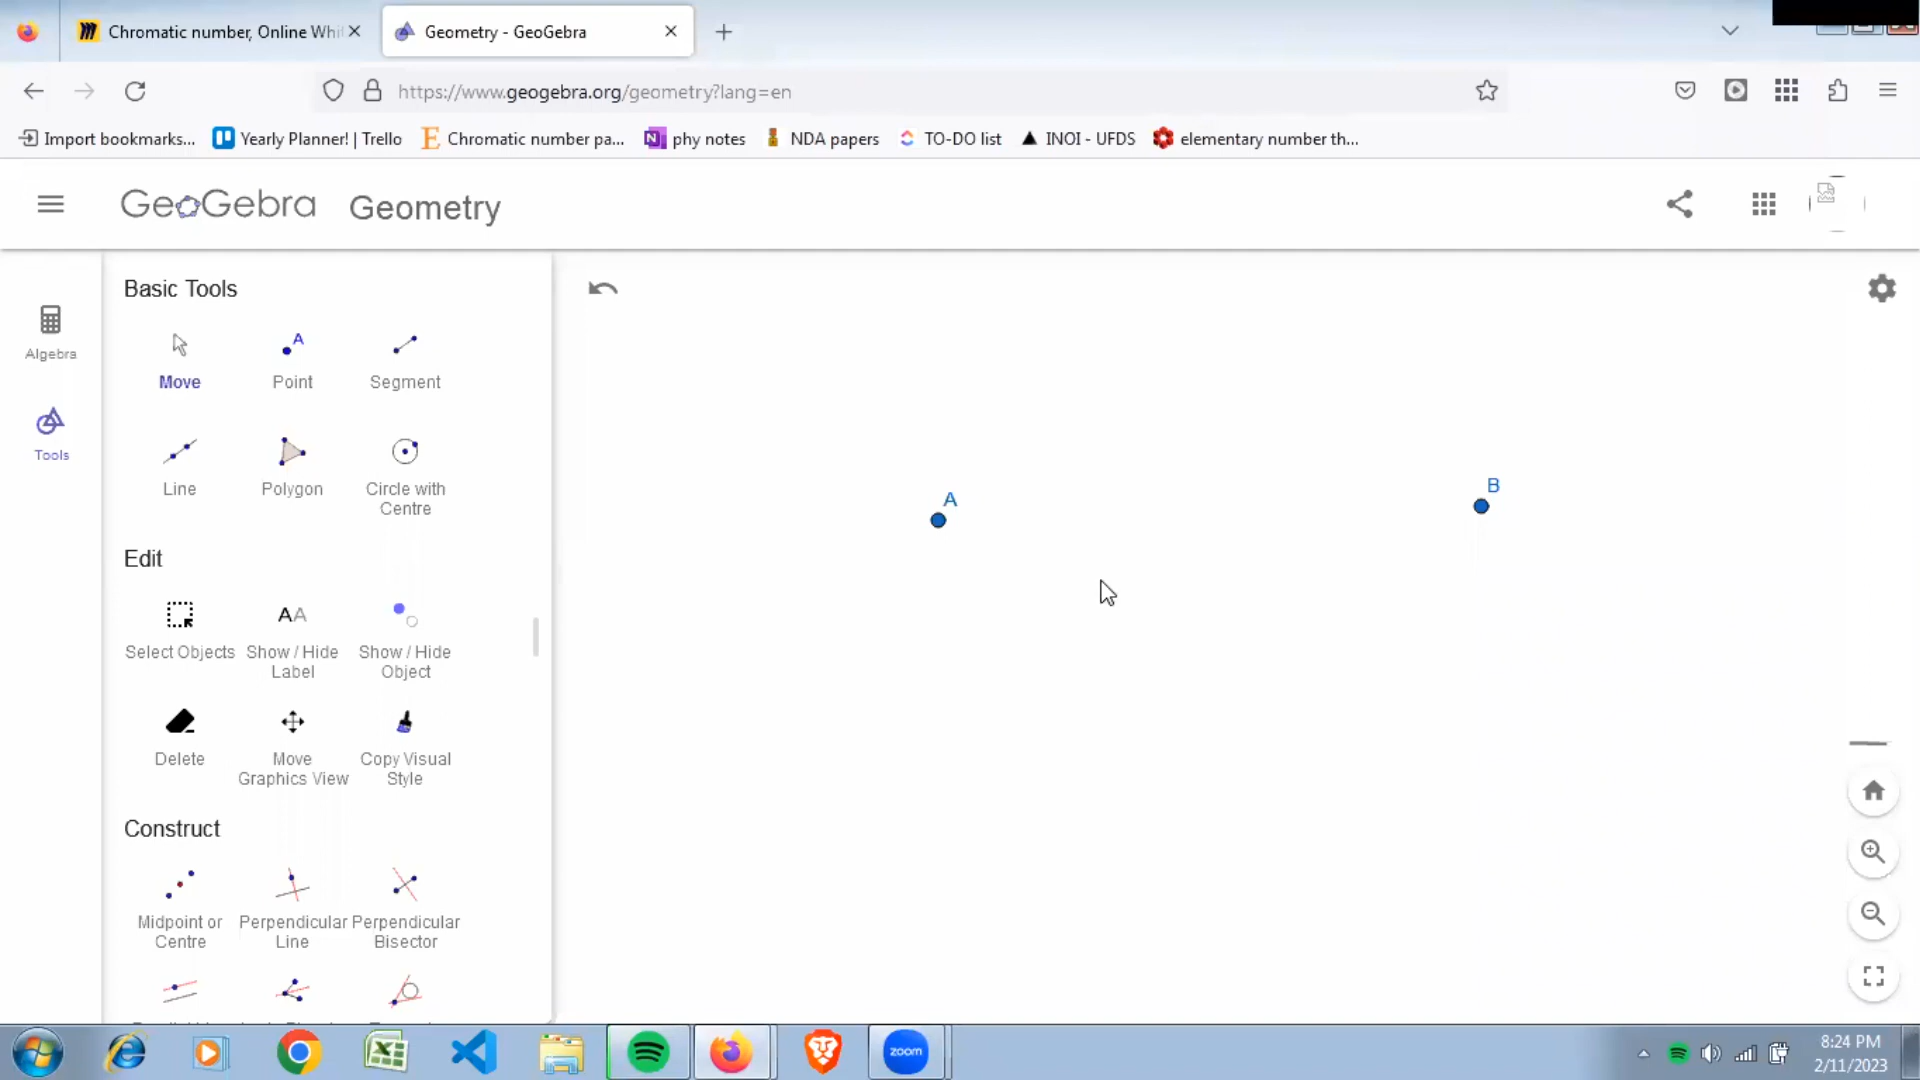 Chromatic number, Online Whit
Geometry - GeoGebra
https://www.geogebra.org/geometry?lang=en
Import bookmarks...
Yearly Planner! | Trello
Chromatic number pa...
phy notes
NDA papers
TO-DO list
INOI - UFDS
elementary number th...
GeoGebra Geometry
Algebra
Tools
Basic Tools
Move
Point
Segment
Line
Polygon
Circle with
Centre
Edit
Select Objects
Show / Hide
Label
Show / Hide
Object
Delete
Move
Graphics View
Copy Visual
Style
Construct
Midpoint or
Centre
Perpendicular
Line
Perpendicular
Bisector
A
B
zoom
8:24 PM
2/11/2023